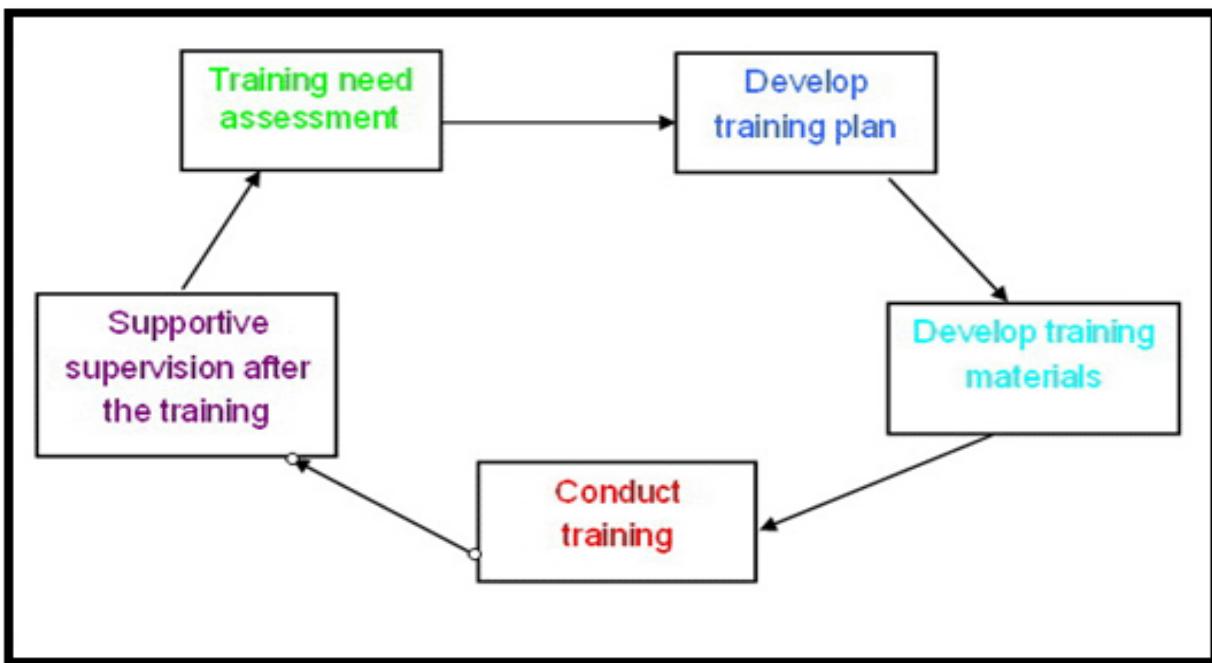 Training need
assessment
Develop
training plan
Develop training
materials
Conduct
training
Supportive
supervision after
the training